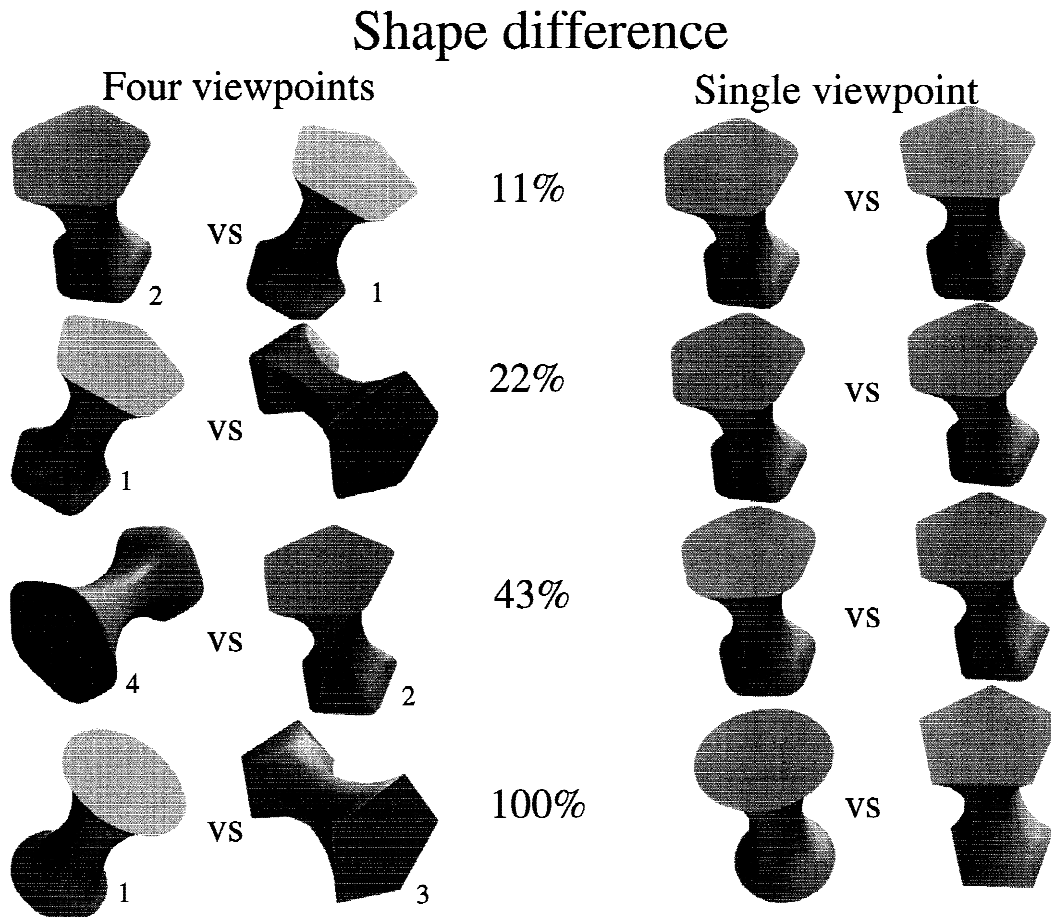 Shape difference
Four viewpoints
Single viewpoint
vs
2
1
11%
vs
vs
1
22%
vs
vs
4
2
43%
vs
vs
1
3
100%
vs